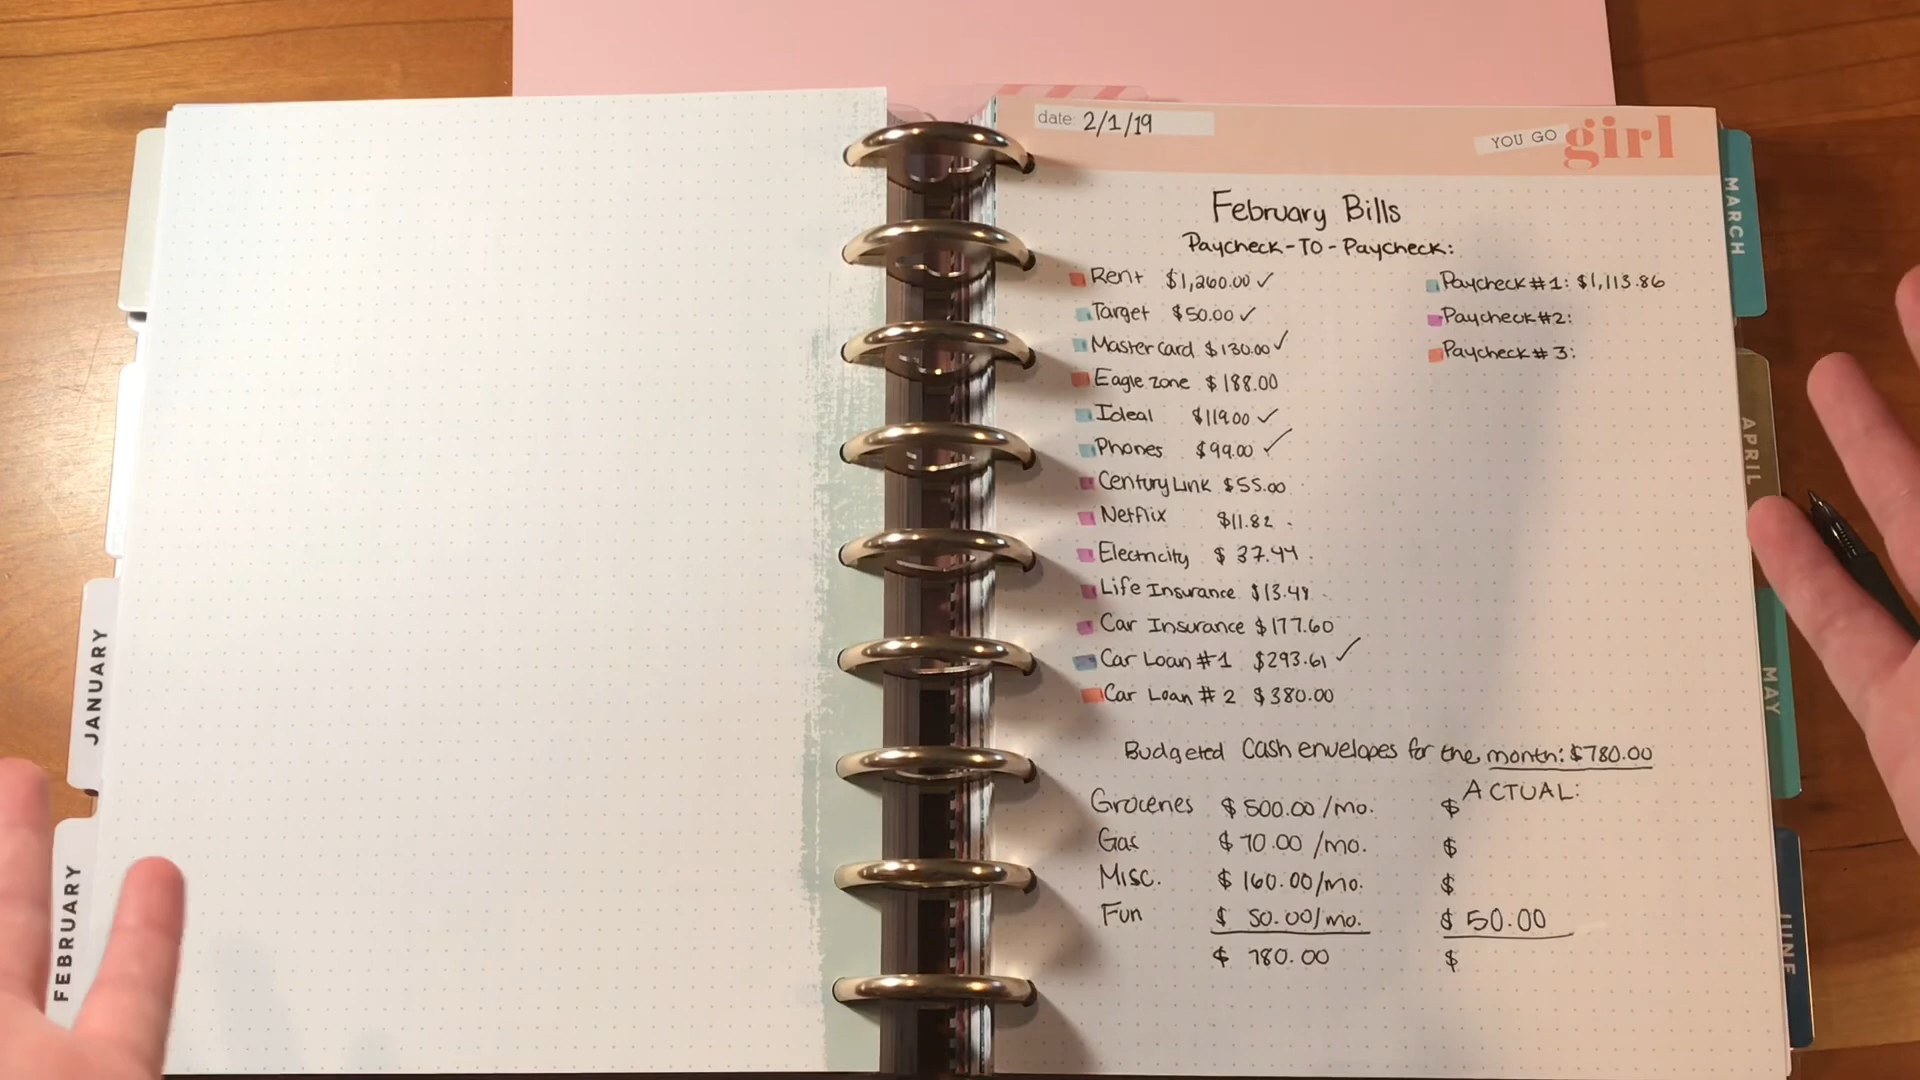 date: 2/1/19
YOU GO girl
February Bills
Paycheck-To-Paycheck:
Rent $1,260.00 ✓
Target $50.00 ✓
Mastercard $130.00 ✓
Eagle zone $188.00
Ideal $119.00 ✓
Phones $99.00 ✓
Century Link $55.00
Netflix $11.82
Electricity $37.44
Life Insurance $13.48
Car Insurance $177.60
Car Loan #1 $293.61 ✓
Car Loan #2 $380.00
Paycheck #1: $1,113.86
Paycheck #2:
Paycheck #3:
Budgeted Cash envelopes for the month: $780.00
ACTUAL:
Groceries $500.00/mo. $
Gas $70.00/mo. $
Misc. $160.00/mo. $
Fun $50.00/mo. $50.00
$780.00 $
JANUARY
FEBRUARY
MARCH
APRIL
MAY
JUNE